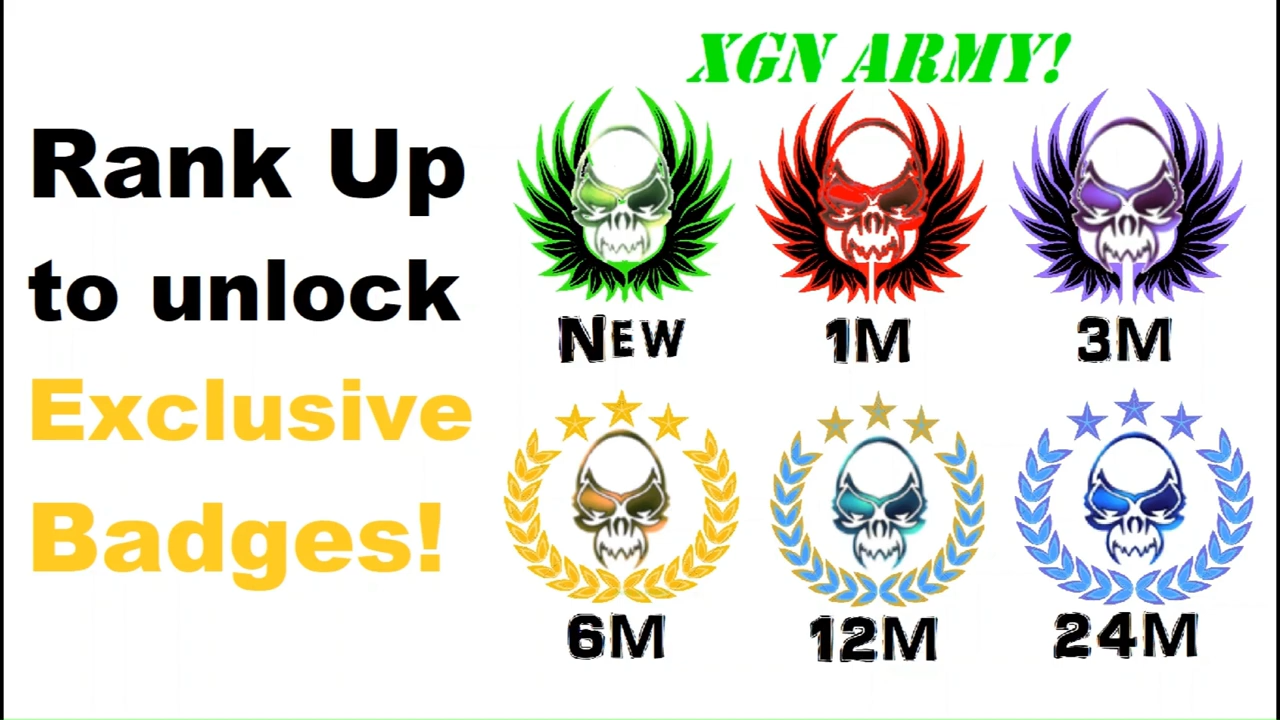 Rank Up
to unlock
Exclusive
Badges!
XGN ARMY!
NEW
1M
3M
6M
12M
24M